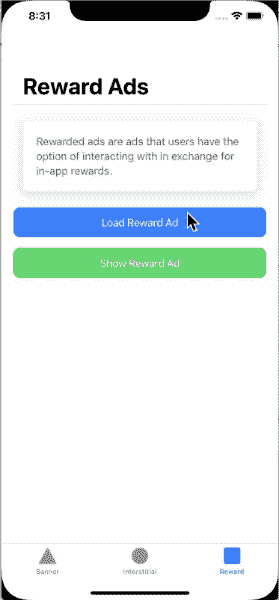 8:31
Reward Ads
Rewarded ads are ads that users have the
option of interacting with in exchange for
in-app rewards.
Load Reward Ad
Show Reward Ad
Banner Interstitial Reward